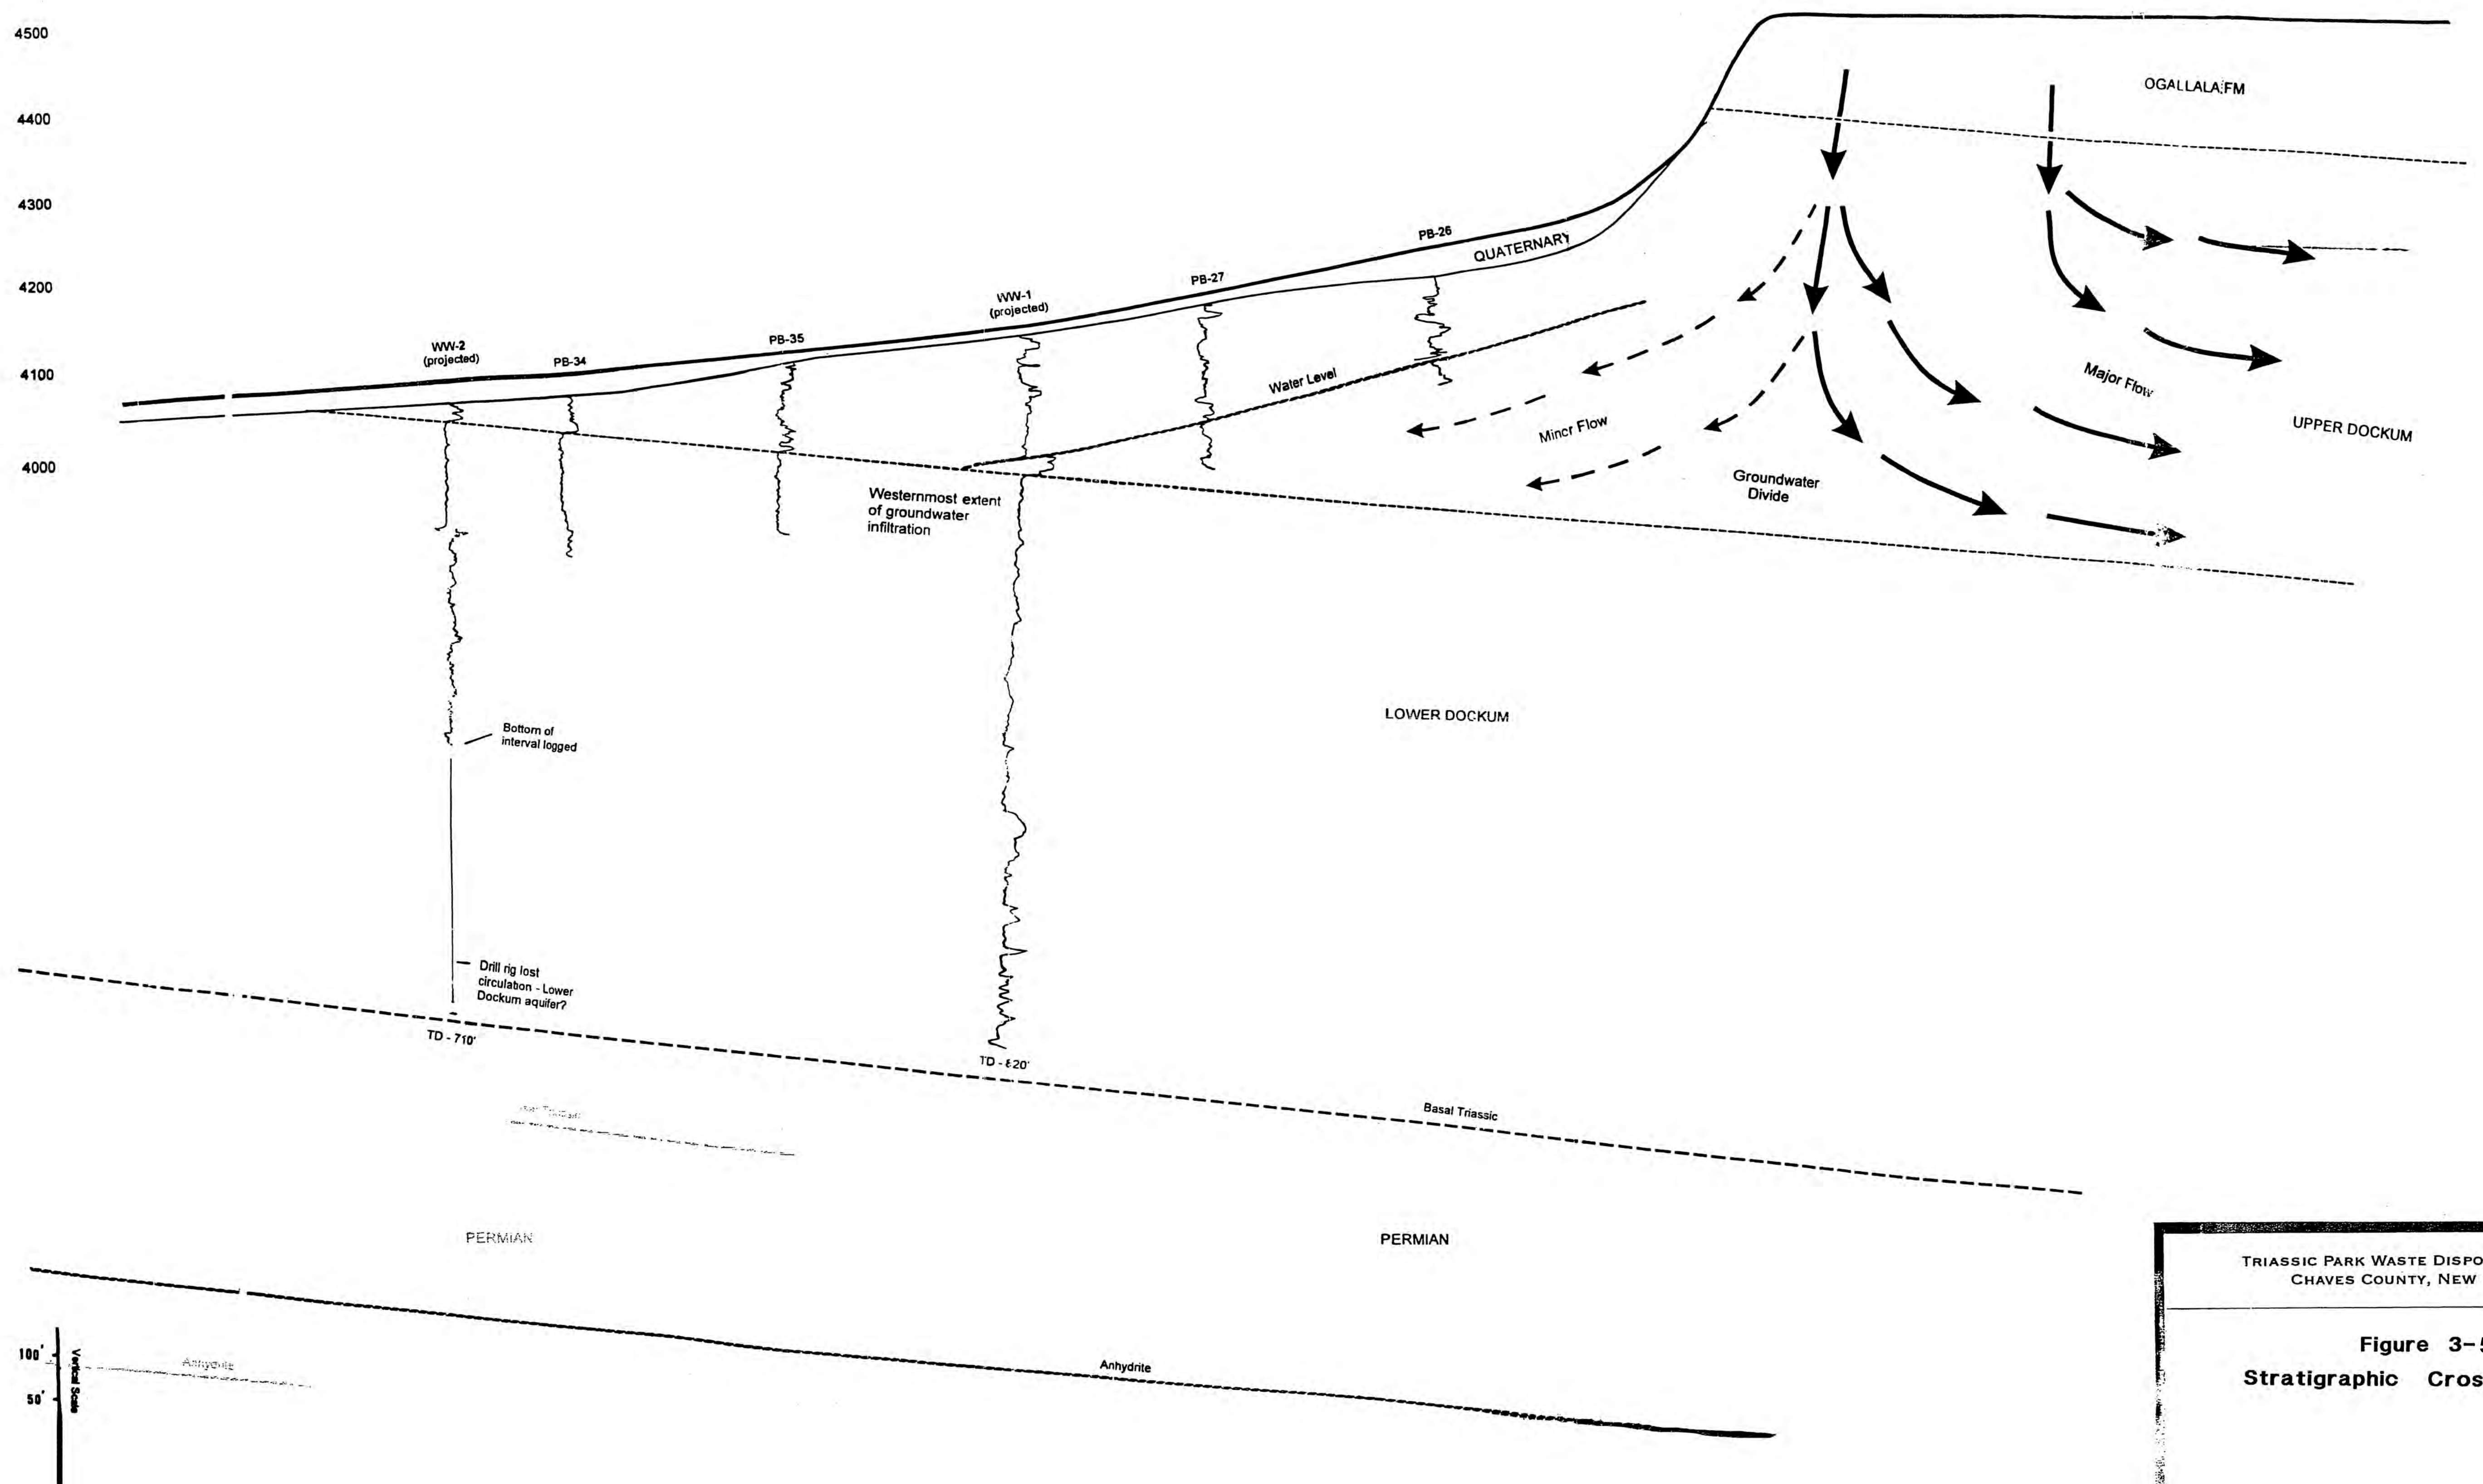 4500
4400
4300
4200
4100
4000
OGALLALA FM
PB-26
QUATERNARY
PB-27
WW-1
(projected)
PB-35
WW-2
(projected)
PB-34
Water Level
Mincr Flow
Major Flow
UPPER DOCKUM
Groundwater
Divide
Westernmost extent
of groundwater
infiltration
LOWER DOCKUM
Bottom of
interval logged
Drill rig lost
circulation - Lower
Dockum aquifer?
TD - 710'
TD - 820'
Basal Triassic
PERMIAN
PERMIAN
Anhydrite
Anhydrite
100'
50'
Vertical Scale
TRIASSIC PARK WASTE DISPO
CHAVES COUNTY, NEW
Figure 3-5
Stratigraphic Cros